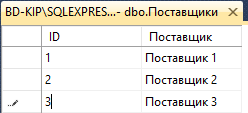 BD-KIP\SQLEXPRES...- dbo.Поставщики
ID Поставщик
1 Поставщик 1
2 Поставщик 2
3 Поставщик 3